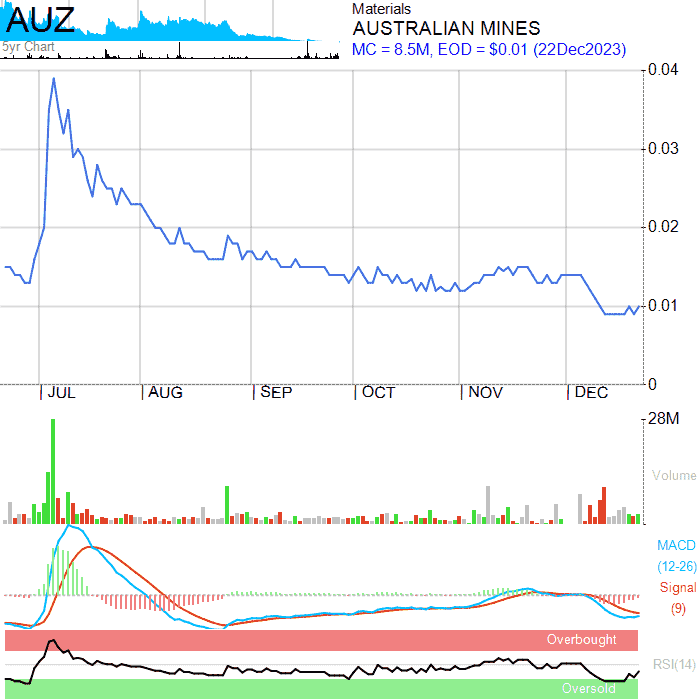 AUZ
5yr Chart
Materials
AUSTRALIAN MINES
MC = 8.5M, EOD = $0.01 (22Dec2023)
0.04
0.03
0.02
0.01
0
JUL AUG SEP OCT NOV DEC
28M
Volume
MACD
(12-26)
Signal
(9)
Overbought
RSI(14)
Oversold